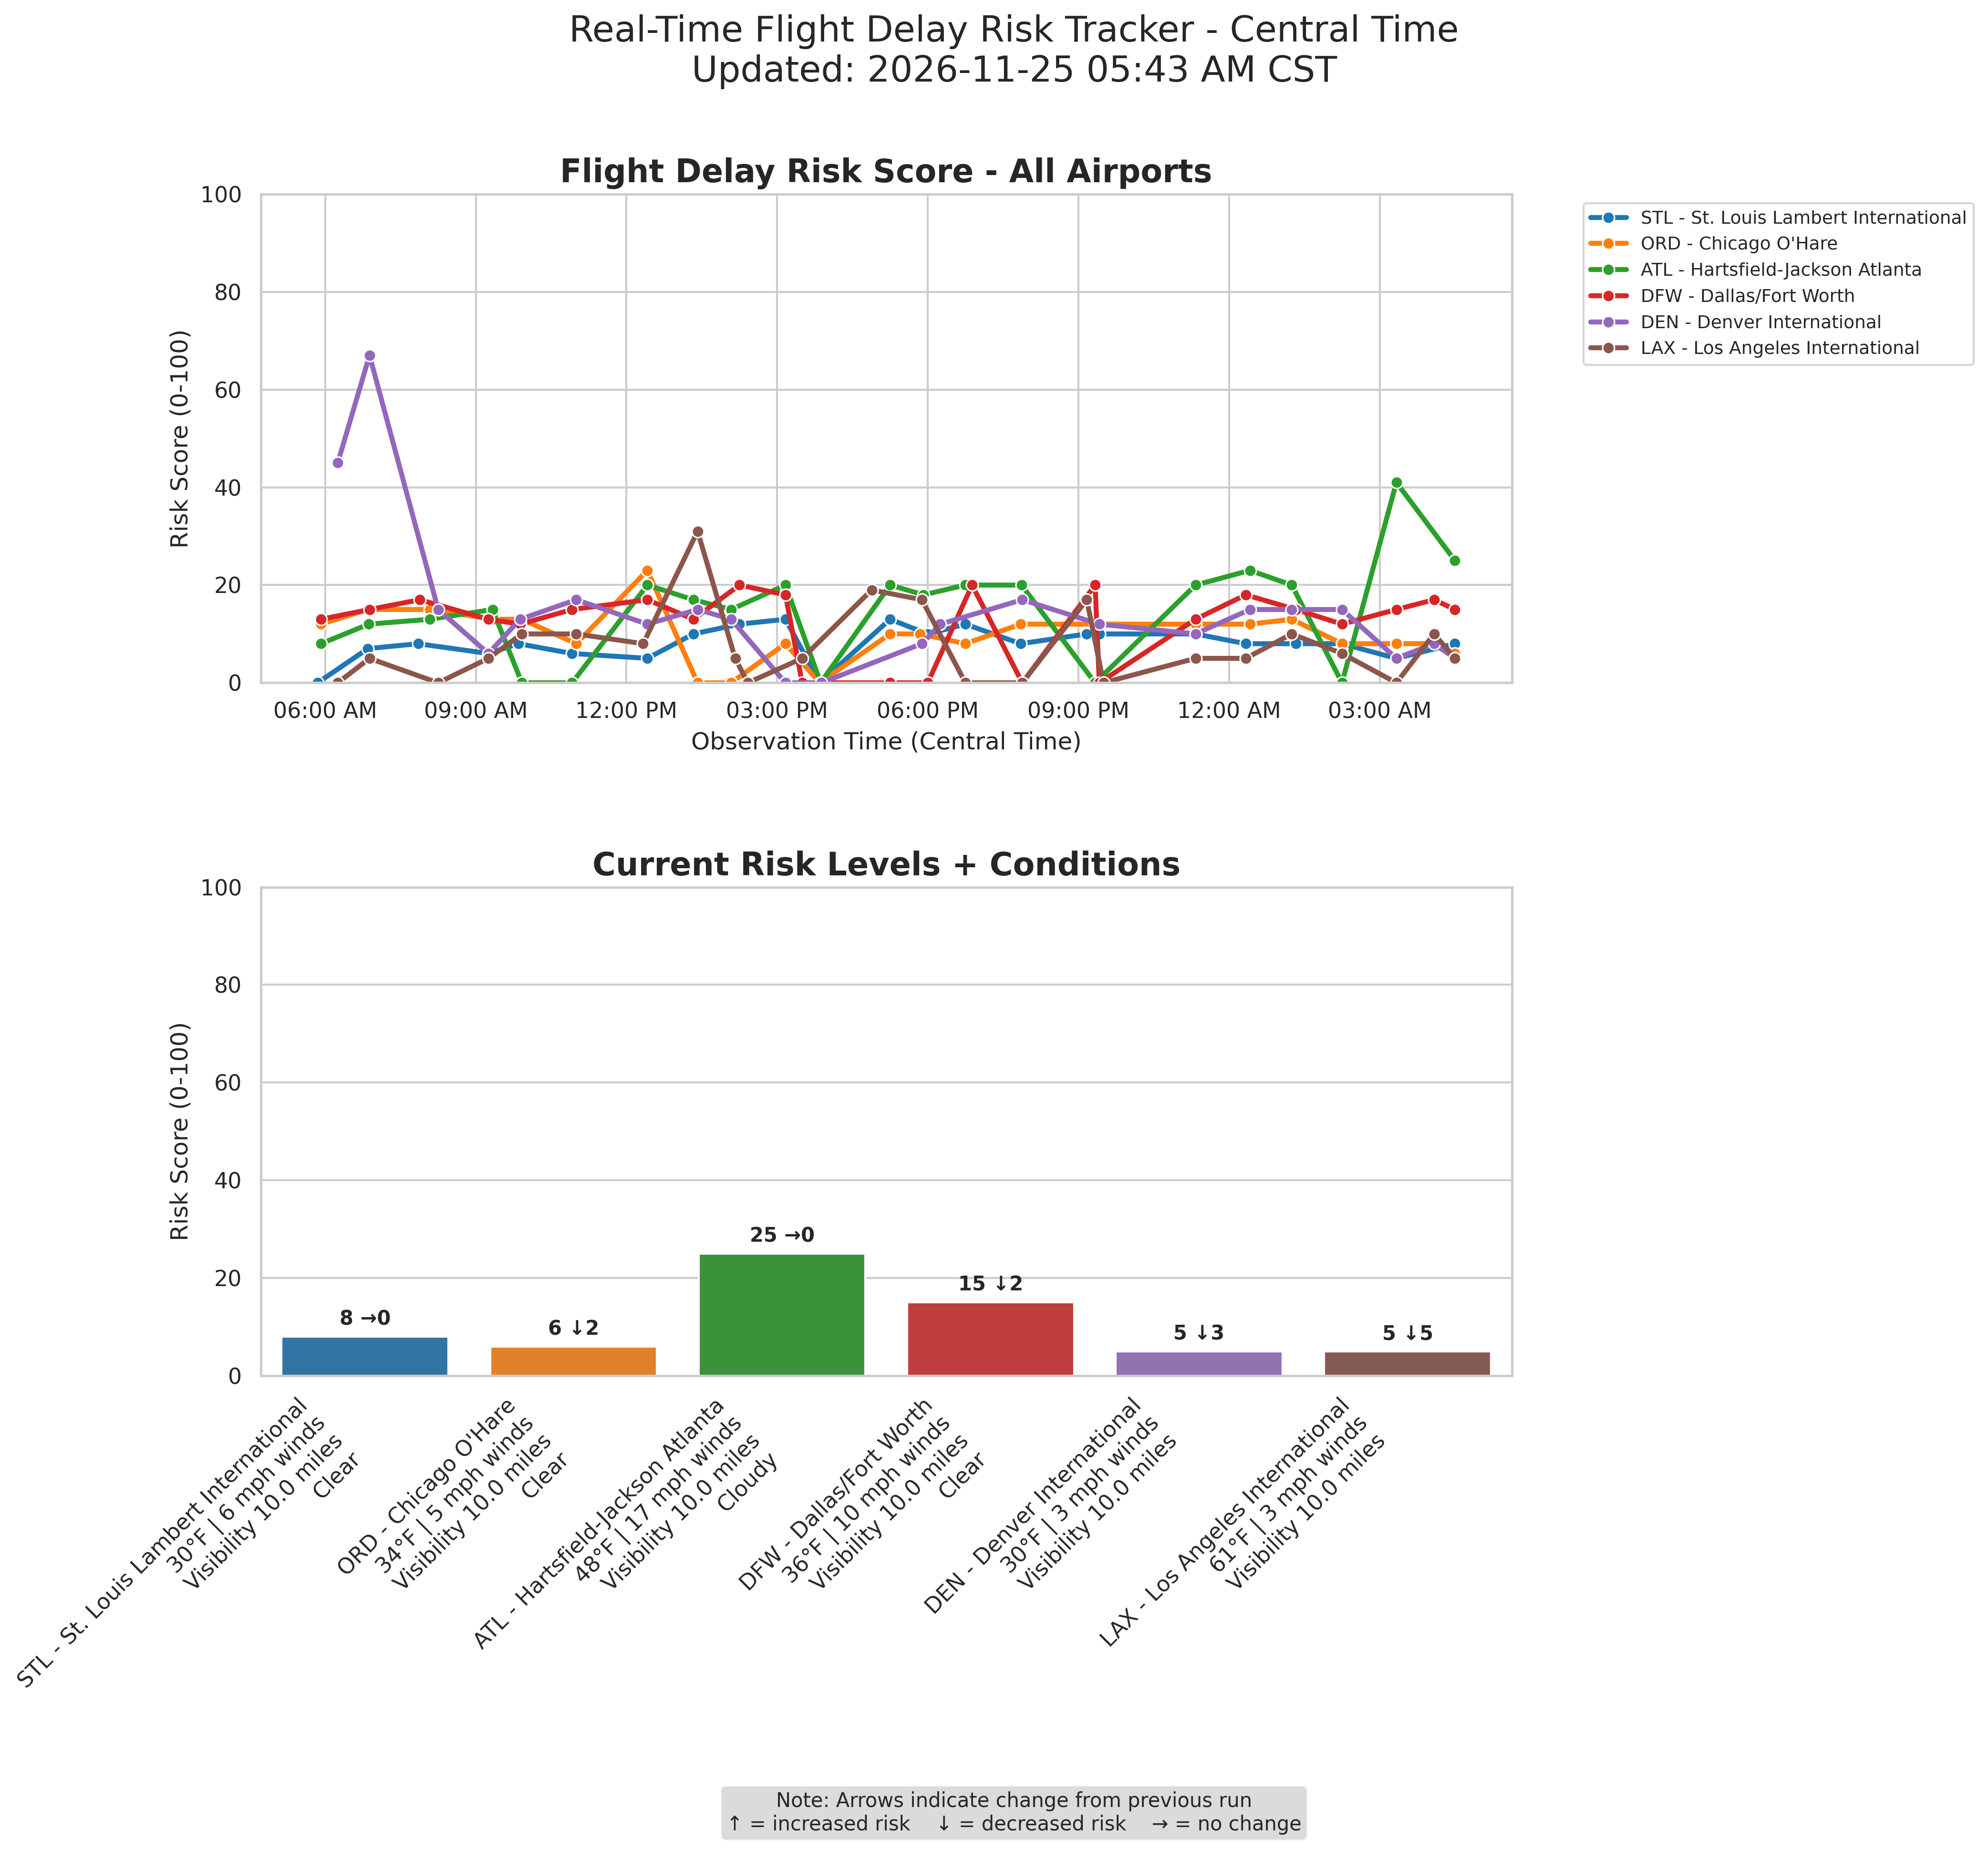 Real-Time Flight Delay Risk Tracker - Central Time
Updated: 2026-11-25 05:43 AM CST
Flight Delay Risk Score - All Airports
100
80
60
40
20
0
Risk Score (0-100)
06:00 AM
09:00 AM
12:00 PM
03:00 PM
06:00 PM
09:00 PM
12:00 AM
03:00 AM
Observation Time (Central Time)
STL - St. Louis Lambert International
ORD - Chicago O'Hare
ATL - Hartsfield-Jackson Atlanta
DFW - Dallas/Fort Worth
DEN - Denver International
LAX - Los Angeles International
Current Risk Levels + Conditions
100
80
60
40
20
0
Risk Score (0-100)
8 →0
6 ↓2
25 →0
15 ↓2
5 ↓3
5 ↓5
STL - St. Louis Lambert International
30°F | 6 mph winds
Visibility 10.0 miles
Clear
ORD - Chicago O'Hare
34°F | 5 mph winds
Visibility 10.0 miles
Clear
ATL - Hartsfield-Jackson Atlanta
48°F | 17 mph winds
Visibility 10.0 miles
Cloudy
DFW - Dallas/Fort Worth
36°F | 10 mph winds
Visibility 10.0 miles
Clear
DEN - Denver International
30°F | 3 mph winds
Visibility 10.0 miles
LAX - Los Angeles International
61°F | 3 mph winds
Visibility 10.0 miles
Note: Arrows indicate change from previous run
↑ = increased risk    ↓ = decreased risk    → = no change